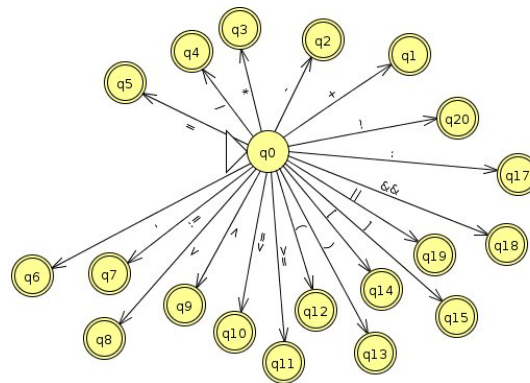 q3
q2
q4
q1
q5
*
-
/
+
=
q20
!
q0
q17
&&
||
q18
[
]
q19
(
)
!=
q6
q7
q14
q9
q12
q15
q10
q8
q13
q11